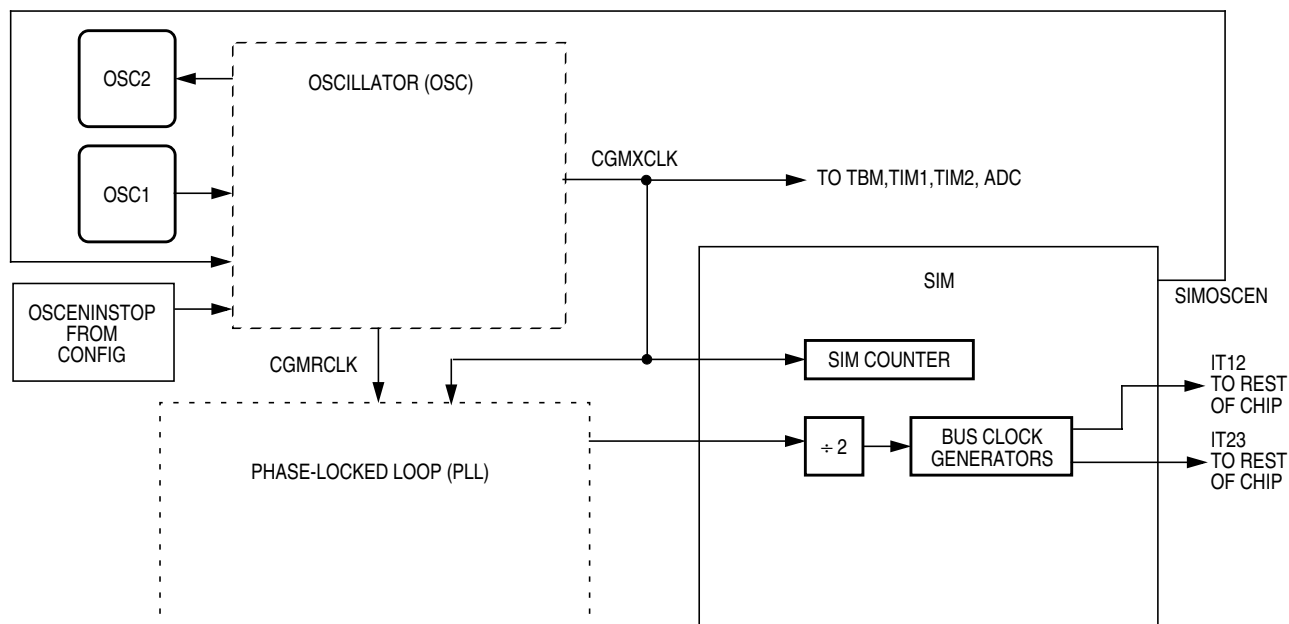 OSC2
OSCILLATOR (OSC)
CGMXCLK
TO TBM,TIM1,TIM2, ADC
OSC1
SIM
SIMOSCEN
OSCENINSTOP
FROM
CONFIG
CGMRCLK
SIM COUNTER
IT12
TO REST
OF CHIP
÷ 2
BUS CLOCK
GENERATORS
IT23
TO REST
OF CHIP
PHASE-LOCKED LOOP (PLL)